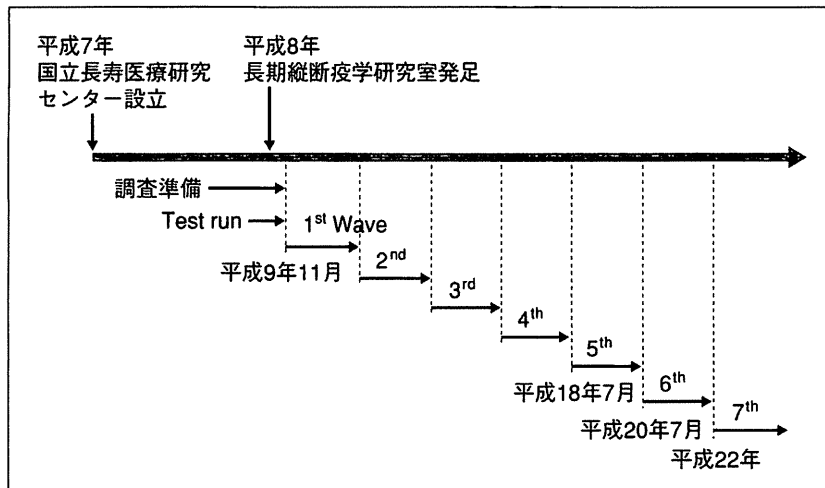 平成7年
国立長寿医療研究
センター設立
平成8年
長期縦断疫学研究室発足
調査準備
Test run
1st Wave
平成9年11月
2nd
3rd
4th
5th
平成18年7月
6th
平成20年7月
7th
平成22年